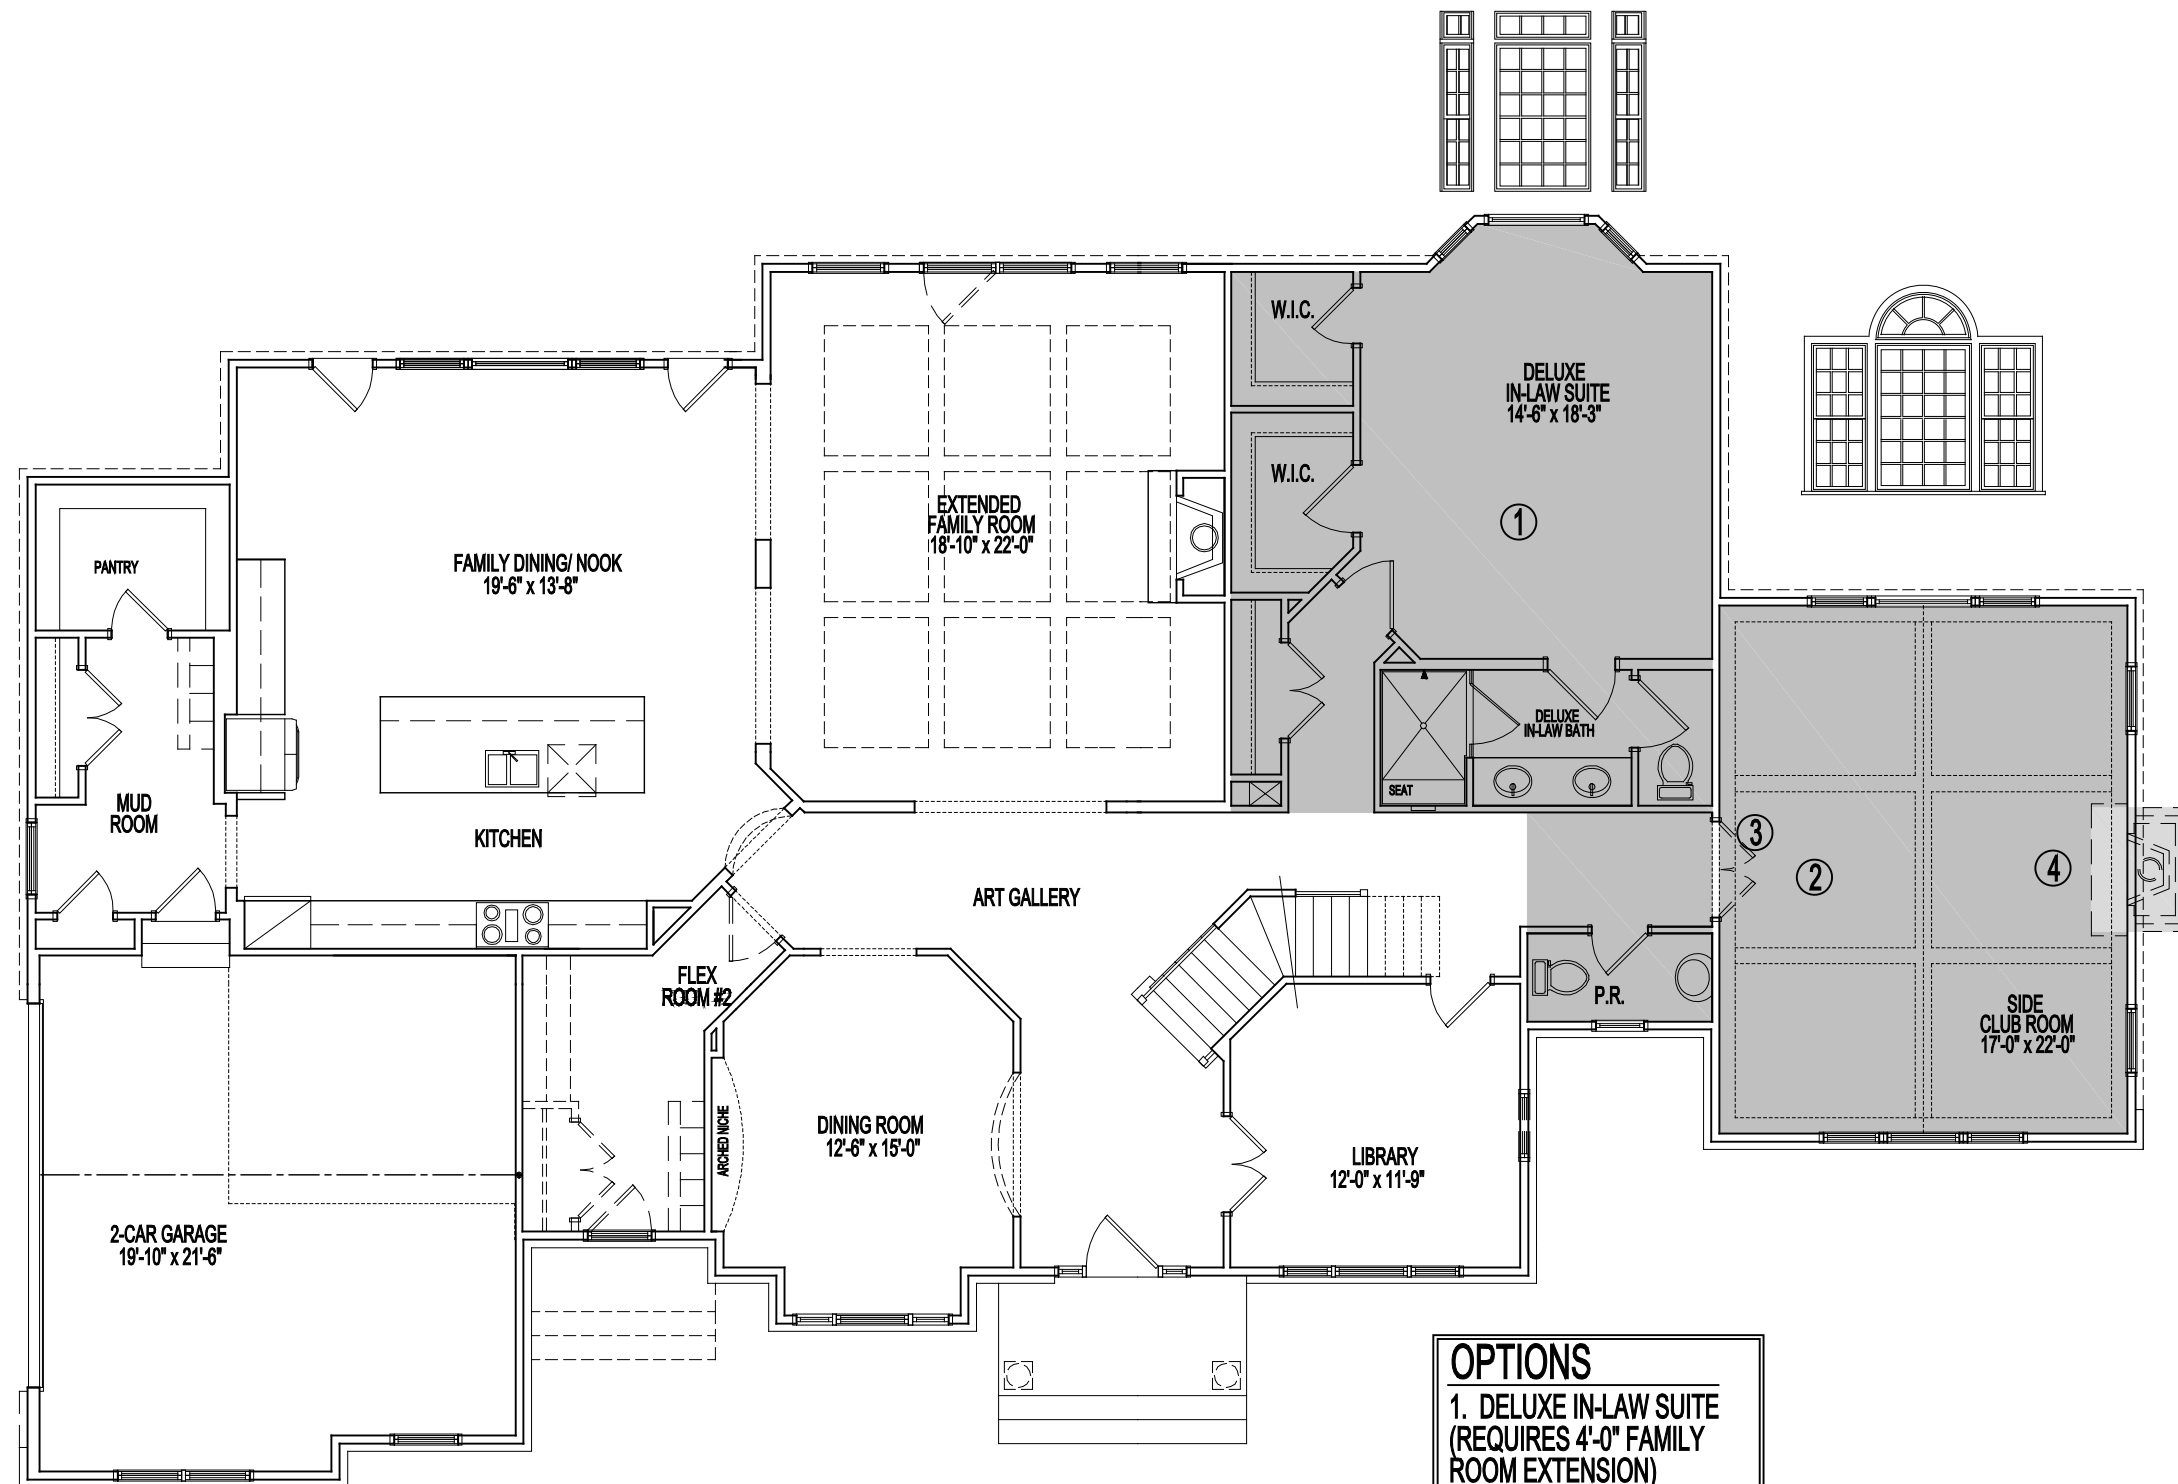 W.I.C.
DELUXE
IN-LAW SUITE
14'-6" x 18'-3"
W.I.C.
1
EXTENDED
FAMILY ROOM
18'-10" x 22'-0"
PANTRY
FAMILY DINING/ NOOK
19'-6" x 13'-8"
DELUXE
IN-LAW BATH
SEAT
MUD
ROOM
KITCHEN
3
2
4
ART GALLERY
FLEX
ROOM #2
P.R.
SIDE
CLUB ROOM
17'-0" x 22'-0"
ARCHED NICHE
DINING ROOM
12'-6" x 15'-0"
LIBRARY
12'-0" x 11'-9"
2-CAR GARAGE
19'-10" x 21'-6"
OPTIONS
1. DELUXE IN-LAW SUITE
(REQUIRES 4'-0" FAMILY
ROOM EXTENSION)